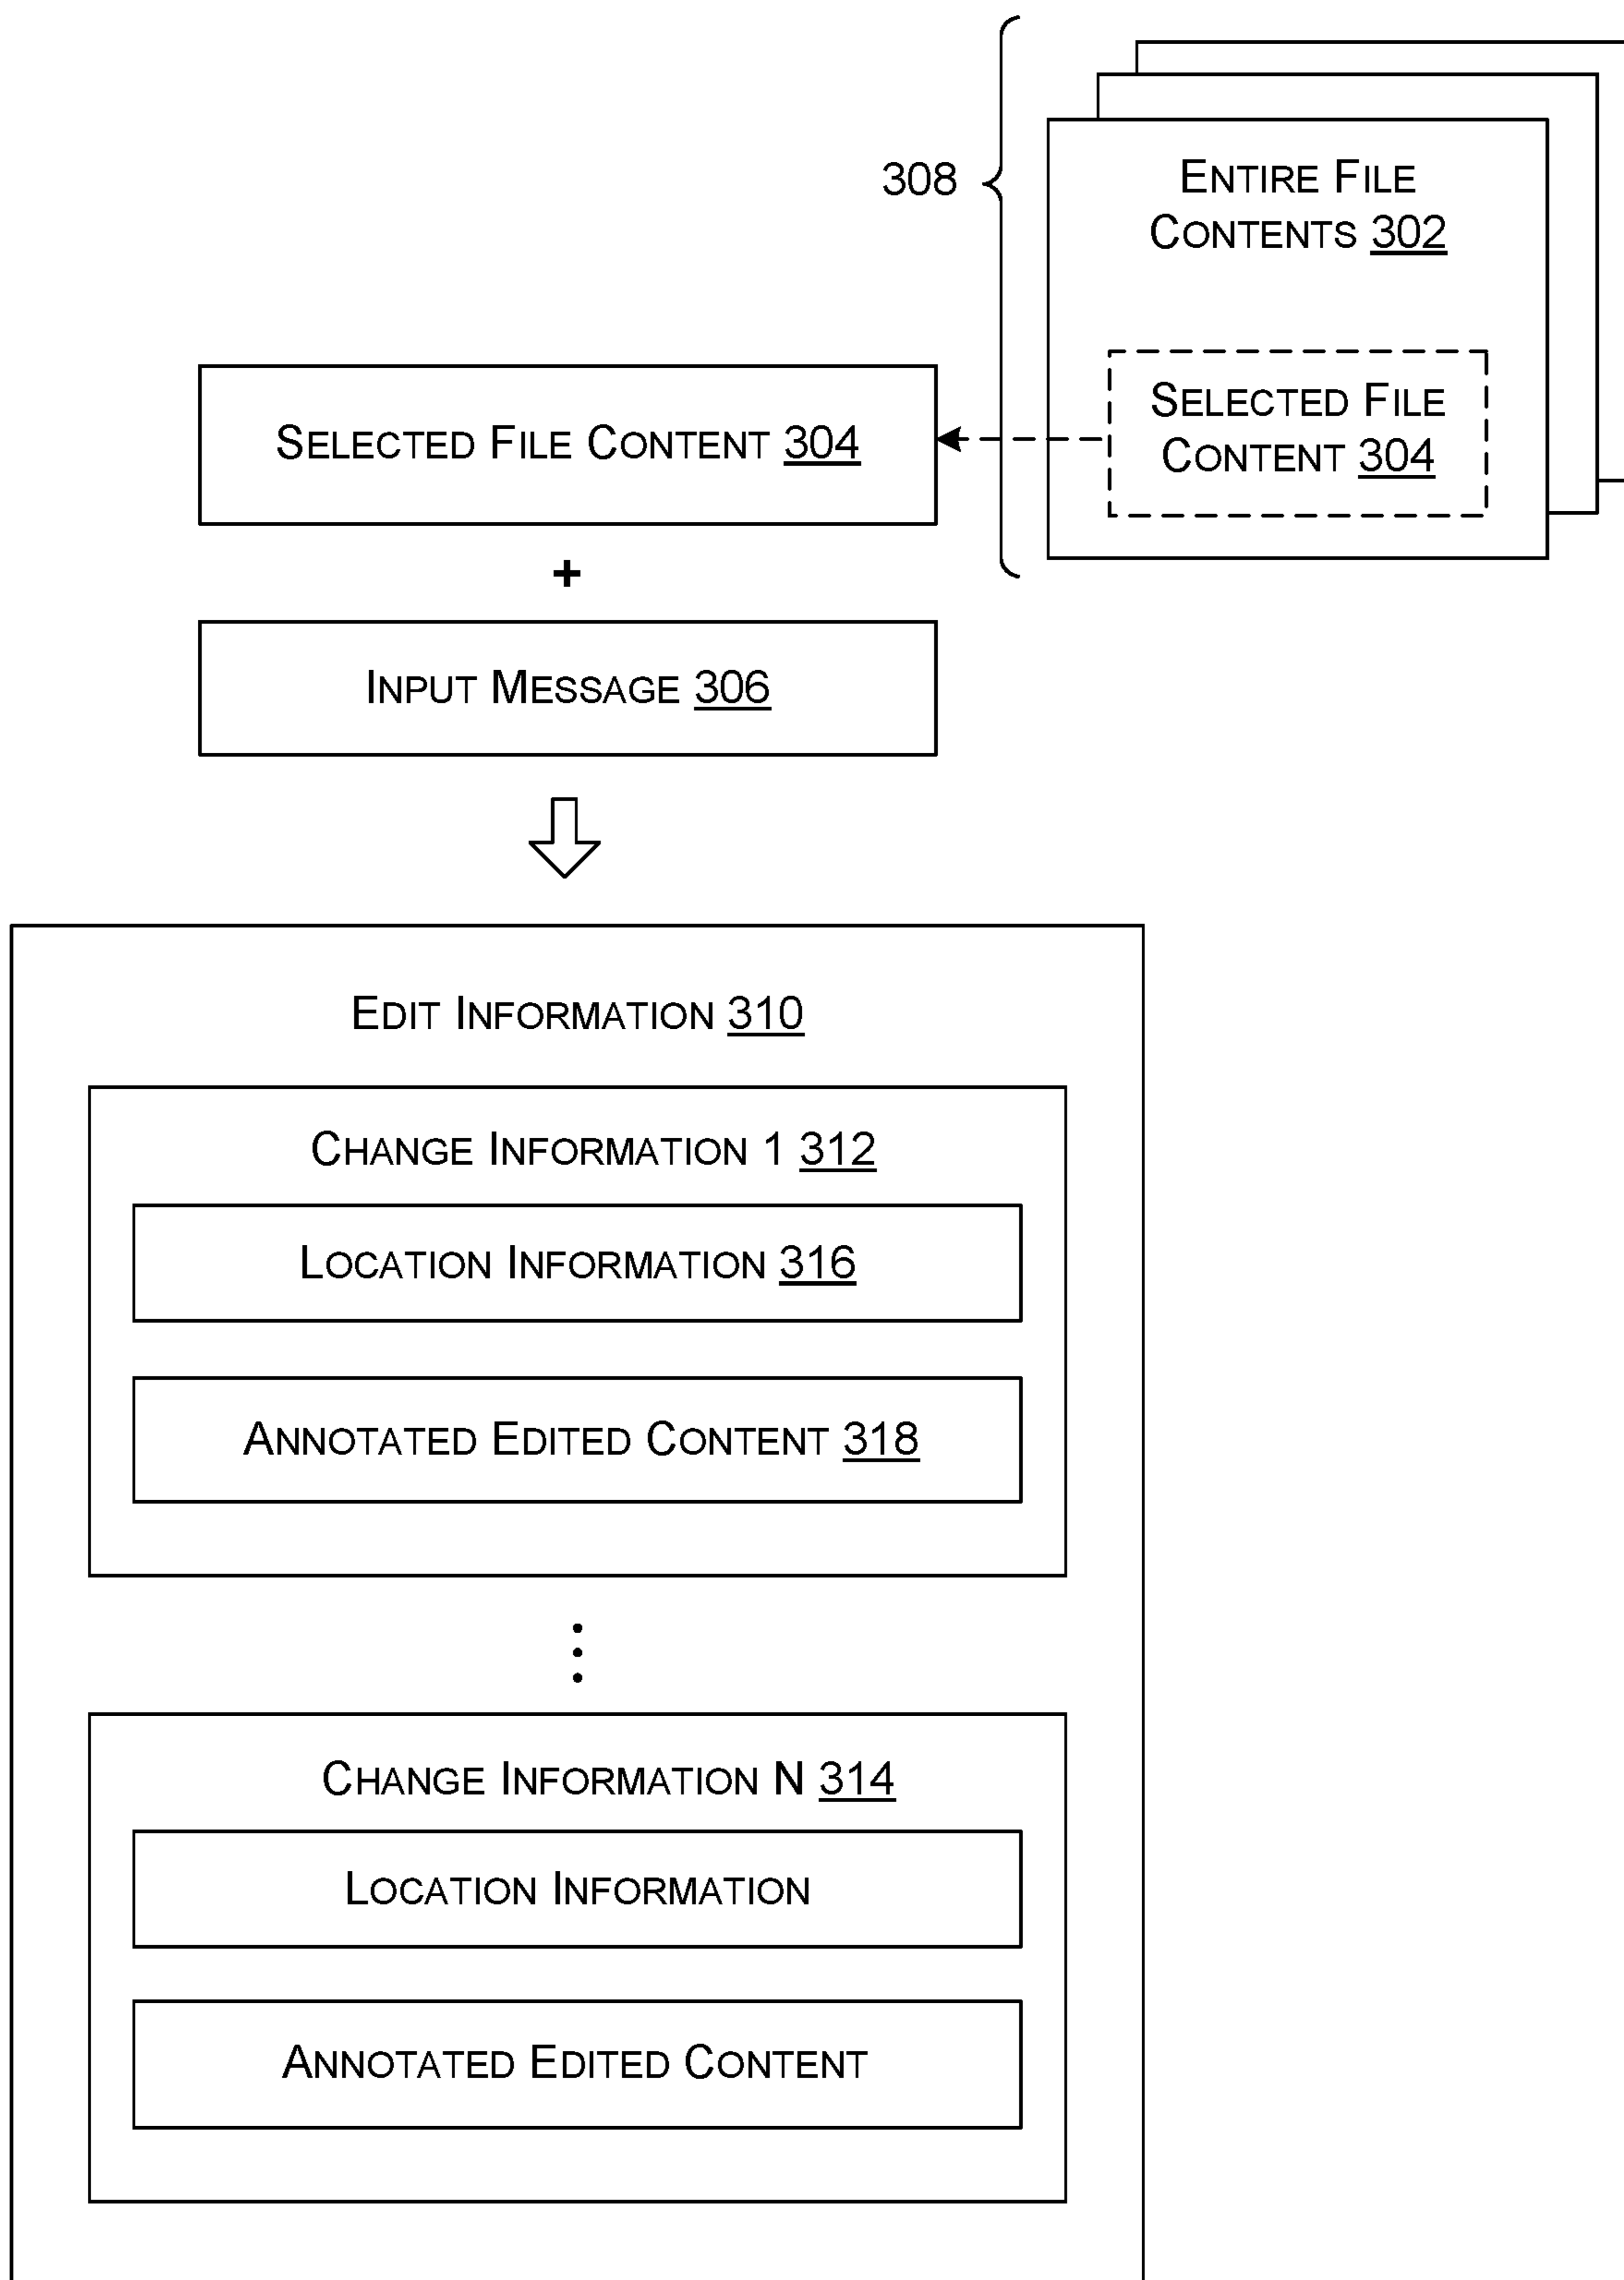 308
ENTIRE FILE
CONTENTS 302
SELECTED FILE
CONTENT 304
SELECTED FILE CONTENT 304
+
INPUT MESSAGE 306
EDIT INFORMATION 310
CHANGE INFORMATION 1 312
LOCATION INFORMATION 316
ANNOTATED EDITED CONTENT 318
CHANGE INFORMATION N 314
LOCATION INFORMATION
ANNOTATED EDITED CONTENT